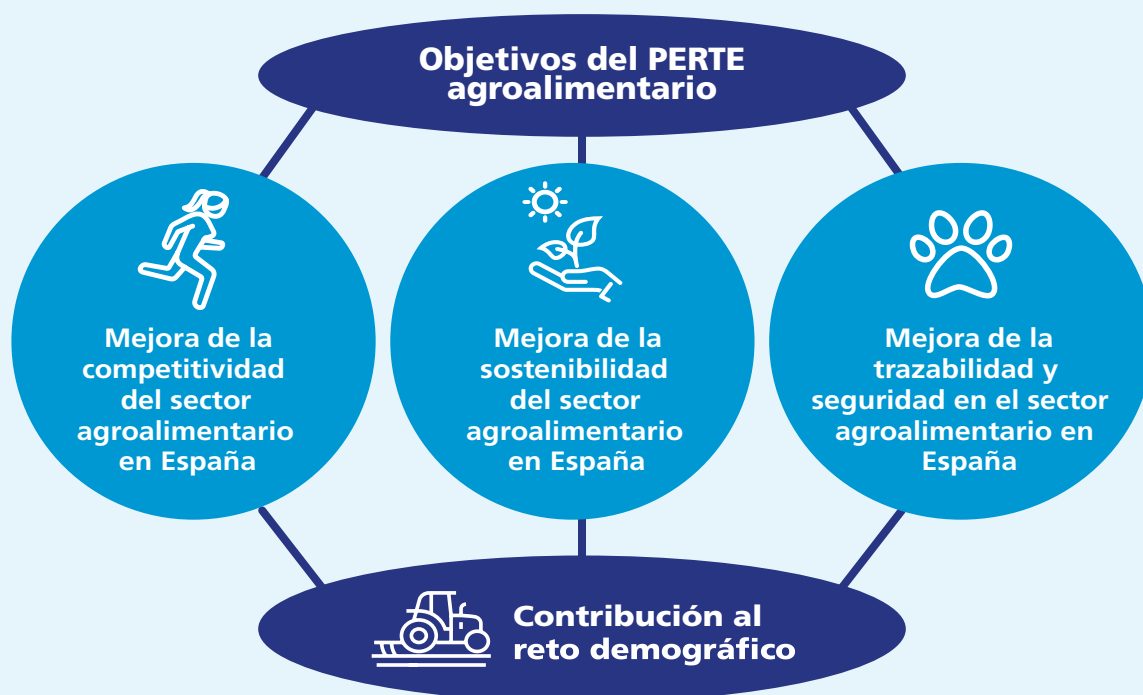 Objetivos del PERTE
agroalimentario
Mejora de la
competitividad
del sector
agroalimentario
en España
Mejora de la
sostenibilidad
del sector
agroalimentario
en España
Mejora de la
trazabilidad y
seguridad en el sector
agroalimentario en
España
Contribución al
reto demográfico